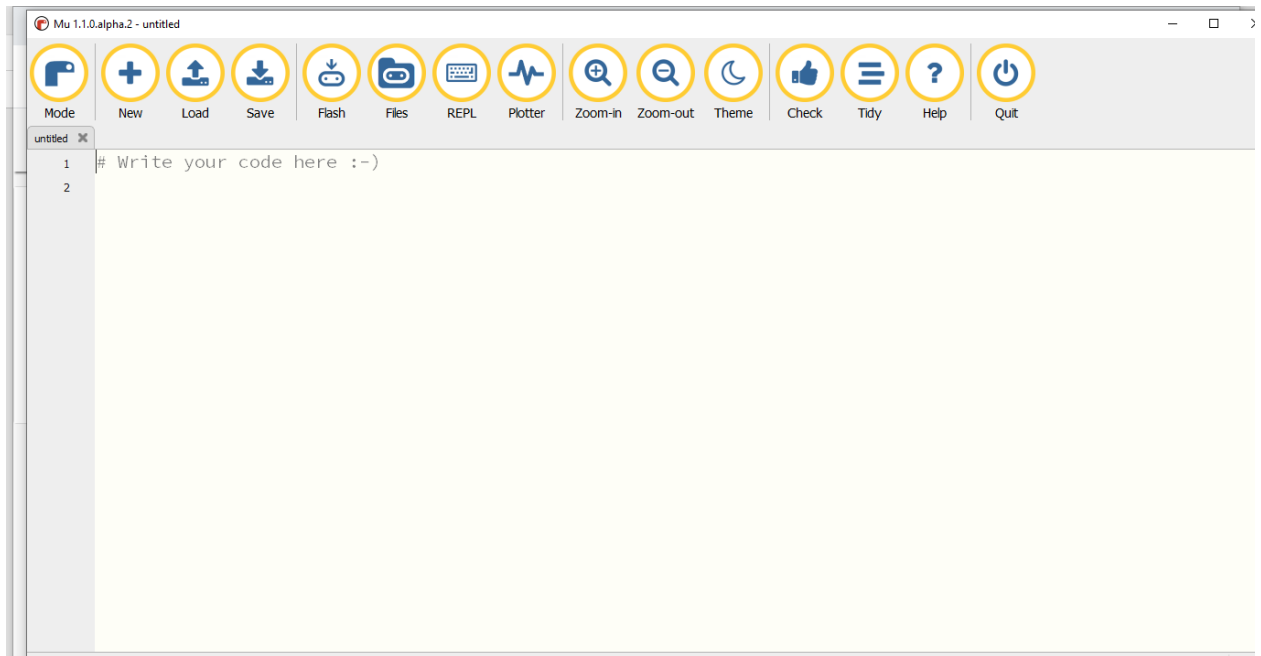 Mu 1.1.0.alpha.2 - untitled
Mode New Load Save Flash Files REPL Plotter Zoom-in Zoom-out Theme Check Tidy Help Quit
untitled
1 # Write your code here :-)
2